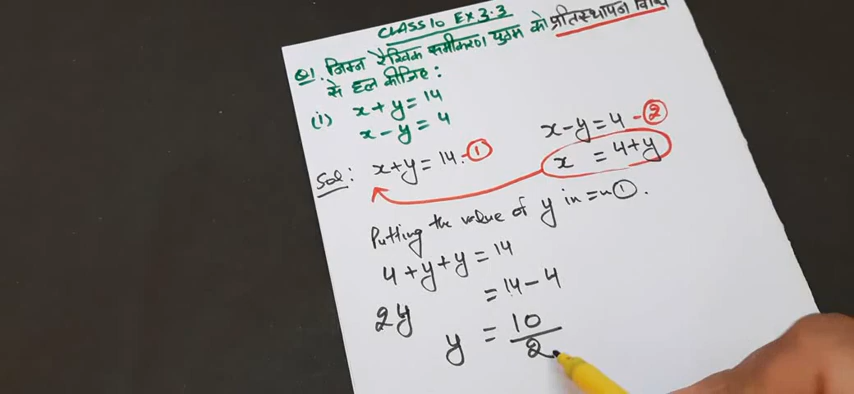 CLASS 10 EX 3.3
Q1. निम्न रैखिक समीकरण युग्म को प्रतिस्थापन विधि
से हल कीजिए:
(i) x + y = 14
x - y = 4
Sol: x + y = 14 - ①
x - y = 4 - ②
x = 4 + y
Putting the value of y in =n ①.
4 + y + y = 14
2y = 14 - 4
y = 10/2